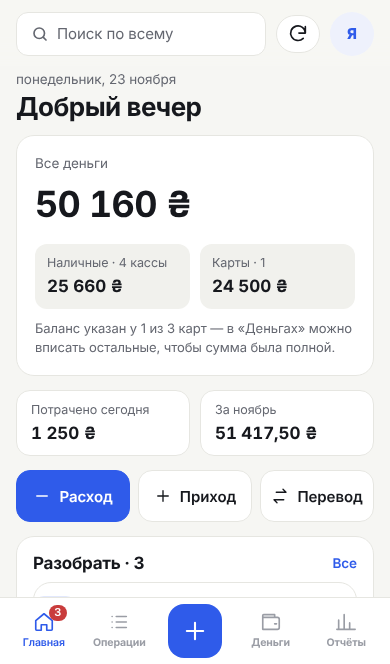 Поиск по всему
Я
понедельник, 23 ноября
Добрый вечер
Все деньги
50 160 ₴
Наличные · 4 кассы
25 660 ₴
Карты · 1
24 500 ₴
Баланс указан у 1 из 3 карт — в «Деньгах» можно
вписать остальные, чтобы сумма была полной.
Потрачено сегодня
1 250 ₴
За ноябрь
51 417,50 ₴
Расход
Приход
Перевод
Разобрать · 3
Все
3
Главная
Операции
Деньги
Отчёты